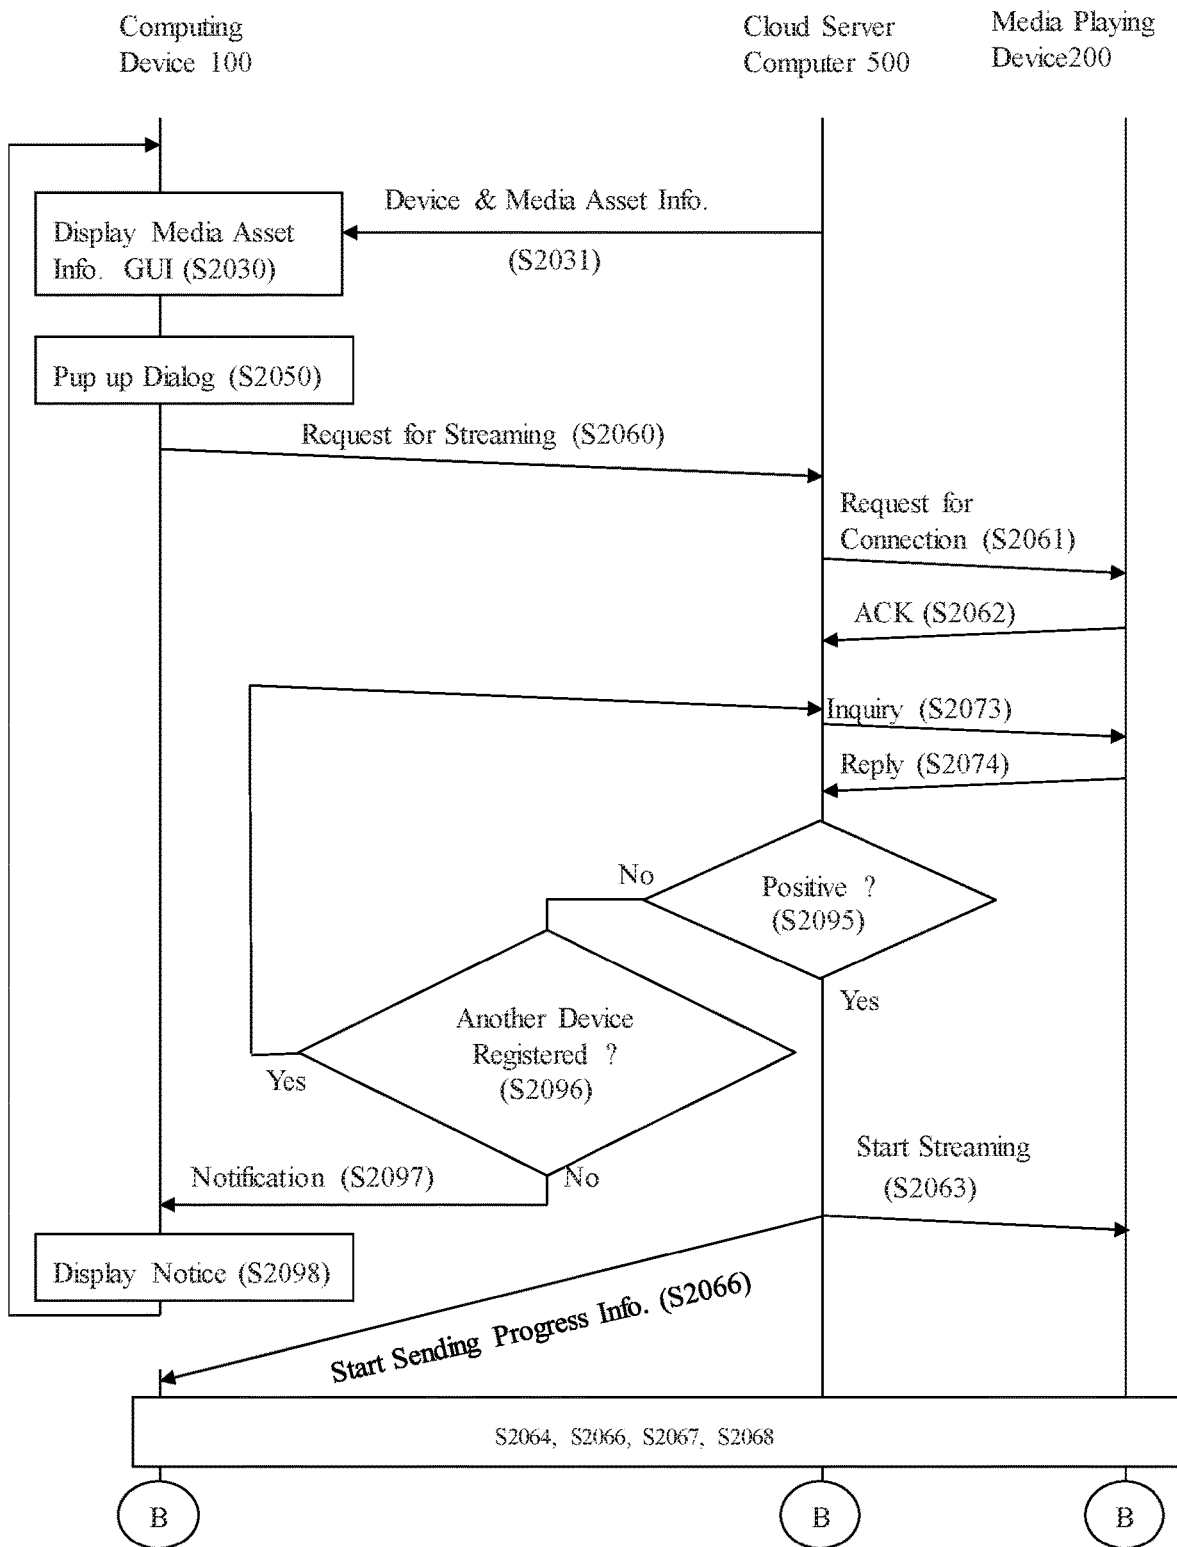 Computing
Device 100
Cloud Server
Computer 500
Media Playing
Device200
Device & Media Asset Info.
(S2031)
Display Media Asset
Info. GUI (S2030)
Pup up Dialog (S2050)
Request for Streaming (S2060)
Request for
Connection (S2061)
ACK (S2062)
Inquiry (S2073)
Reply (S2074)
No
Positive ?
(S2095)
Yes
Another Device
Registered ?
(S2096)
Yes
No
Notification (S2097)
Start Streaming
(S2063)
Display Notice (S2098)
Start Sending Progress Info. (S2066)
S2064, S2066, S2067, S2068
B
B
B